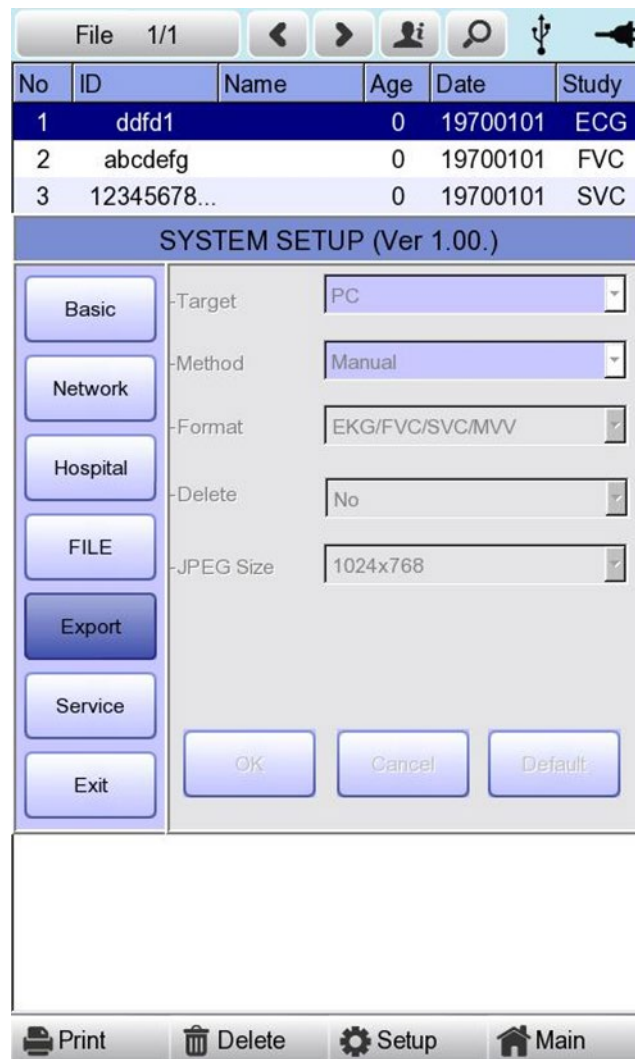 File 1/1
No ID Name Age Date Study
1 ddfd1 0 19700101 ECG
2 abcdefg 0 19700101 FVC
3 12345678... 0 19700101 SVC
SYSTEM SETUP (Ver 1.00.)
Basic
Network
Hospital
FILE
Export
Service
Exit
-Target PC
-Method Manual
-Format EKG/FVC/SVC/MVV
-Delete No
-JPEG Size 1024x768
OK Cancel Default
Print Delete Setup Main